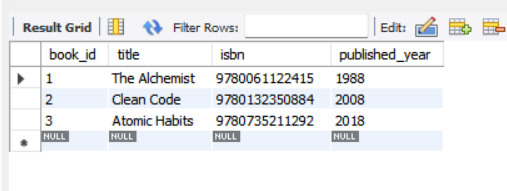 Result Grid Filter Rows: Edit:
book_id title isbn published_year
1 The Alchemist 9780061122415 1988
2 Clean Code 9780132350884 2008
3 Atomic Habits 9780735211292 2018
NULL NULL NULL NULL